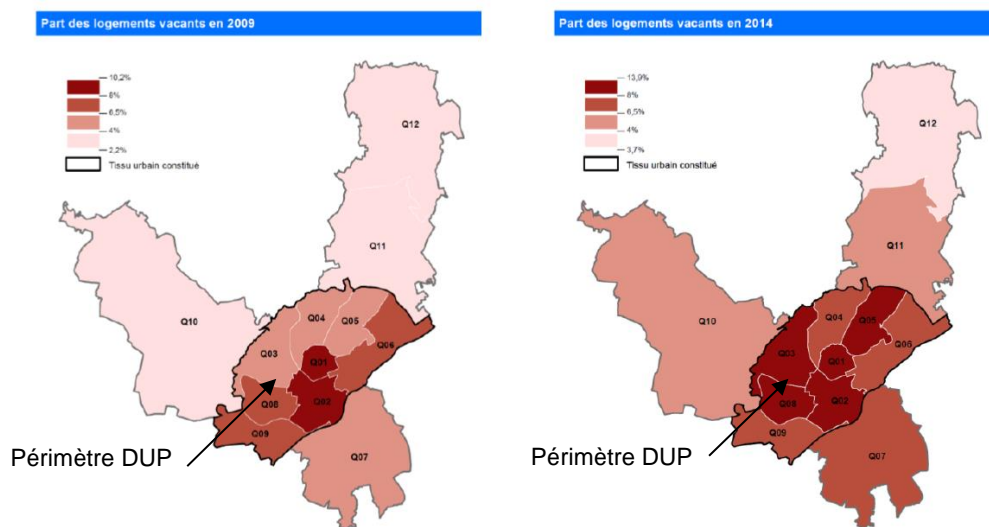 Part des logements vacants en 2009
10,2%
8%
6,5%
4%
2,2%
Tissu urbain constitué
Q12
Q11
Q10
Q04
Q05
Q06
Q03
Q01
Q08
Q02
Q09
Q07
Périmètre DUP
Part des logements vacants en 2014
13,9%
8%
6,5%
4%
3,7%
Tissu urbain constitué
Q12
Q11
Q10
Q04
Q05
Q06
Q03
Q01
Q08
Q02
Q09
Q07
Périmètre DUP